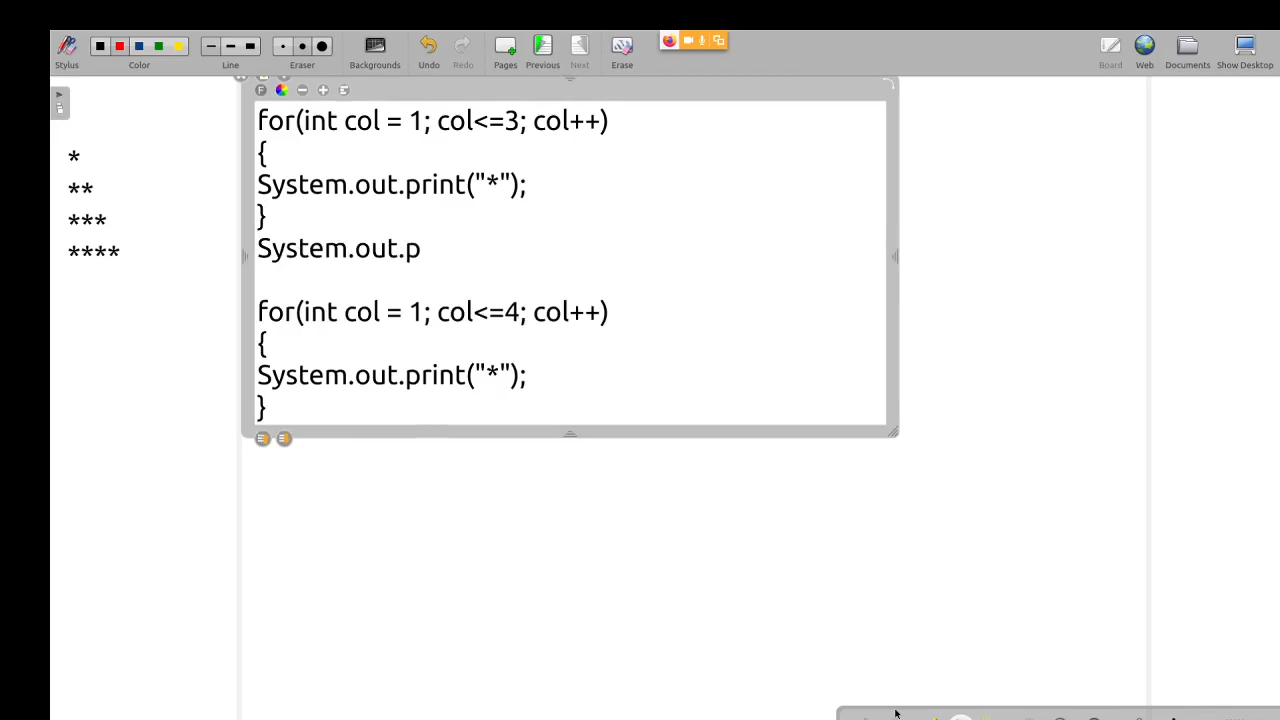 Stylus Color Line Eraser Backgrounds Undo Redo Pages Previous Next Erase Board Web Documents Show Desktop
*
**
***
****
for(int col = 1; col<=3; col++)
{
System.out.print("*");
}
System.out.p
for(int col = 1; col<=4; col++)
{
System.out.print("*");
}